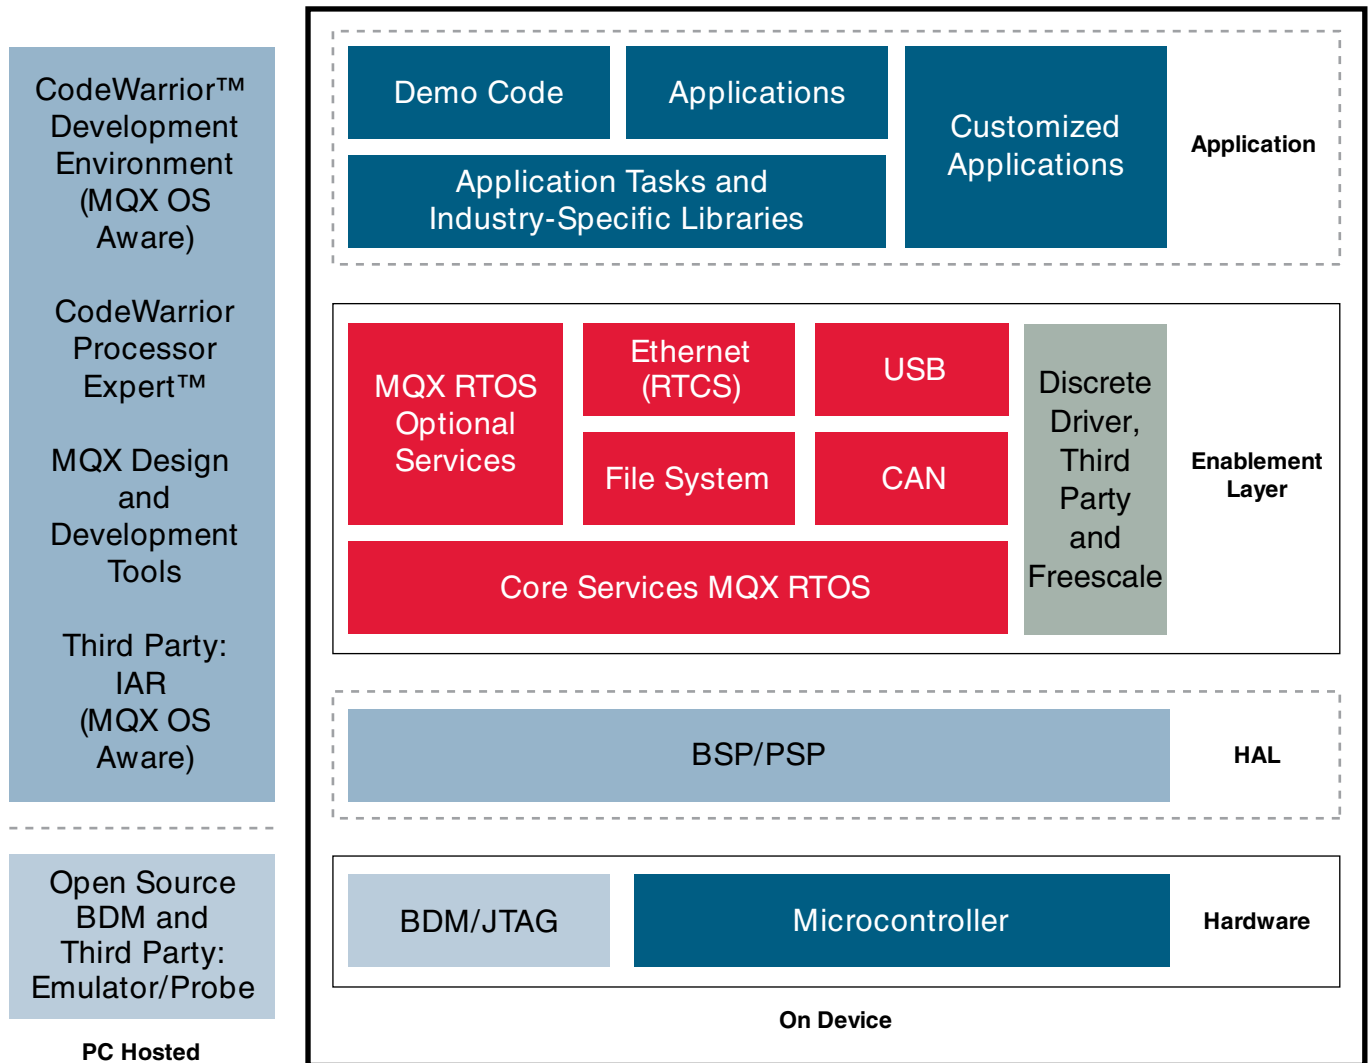 CodeWarrior™
Development
Environment
(MQX OS
Aware)
CodeWarrior
Processor
Expert™
MQX Design
and
Development
Tools
Third Party:
IAR
(MQX OS
Aware)
Open Source
BDM and
Third Party:
Emulator/Probe
PC Hosted
Demo Code
Applications
Customized
Applications
Application Tasks and
Industry-Specific Libraries
Application
MQX RTOS
Optional
Services
Ethernet
(RTCS)
USB
File System
CAN
Core Services MQX RTOS
Discrete
Driver,
Third
Party
and
Freescale
Enablement
Layer
BSP/PSP
HAL
BDM/JTAG
Microcontroller
Hardware
On Device